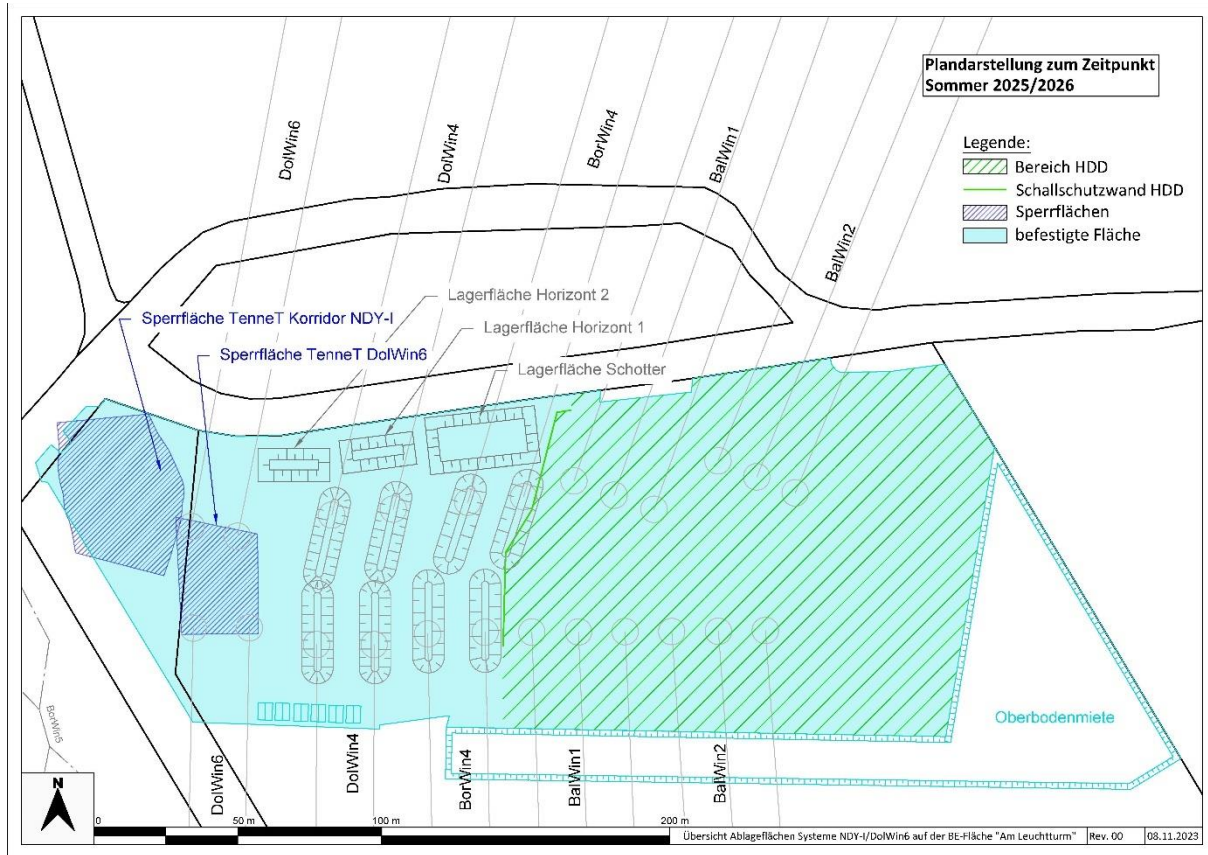 Plandarstellung zum Zeitpunkt
Sommer 2025/2026
Legende:
Bereich HDD
Schallschutzwand HDD
Sperrflächen
befestigte Fläche
DolWin6
DolWin4
BorWin4
BalWin1
BalWin2
Lagerfläche Horizont 2
Sperrfläche TenneT Korridor NDY-I
Lagerfläche Horizont 1
Sperrfläche TenneT DolWin6
Lagerfläche Schotter
Oberbodenmiete
BorWin5
DolWin6
DolWin4
BorWin4
BalWin1
BalWin2
N
0 50 m 100 m 200 m
Übersicht Ablageflächen Systeme NDY-I/DolWin6 auf der BE-Fläche "Am Leuchtturm" Rev. 00 08.11.2023